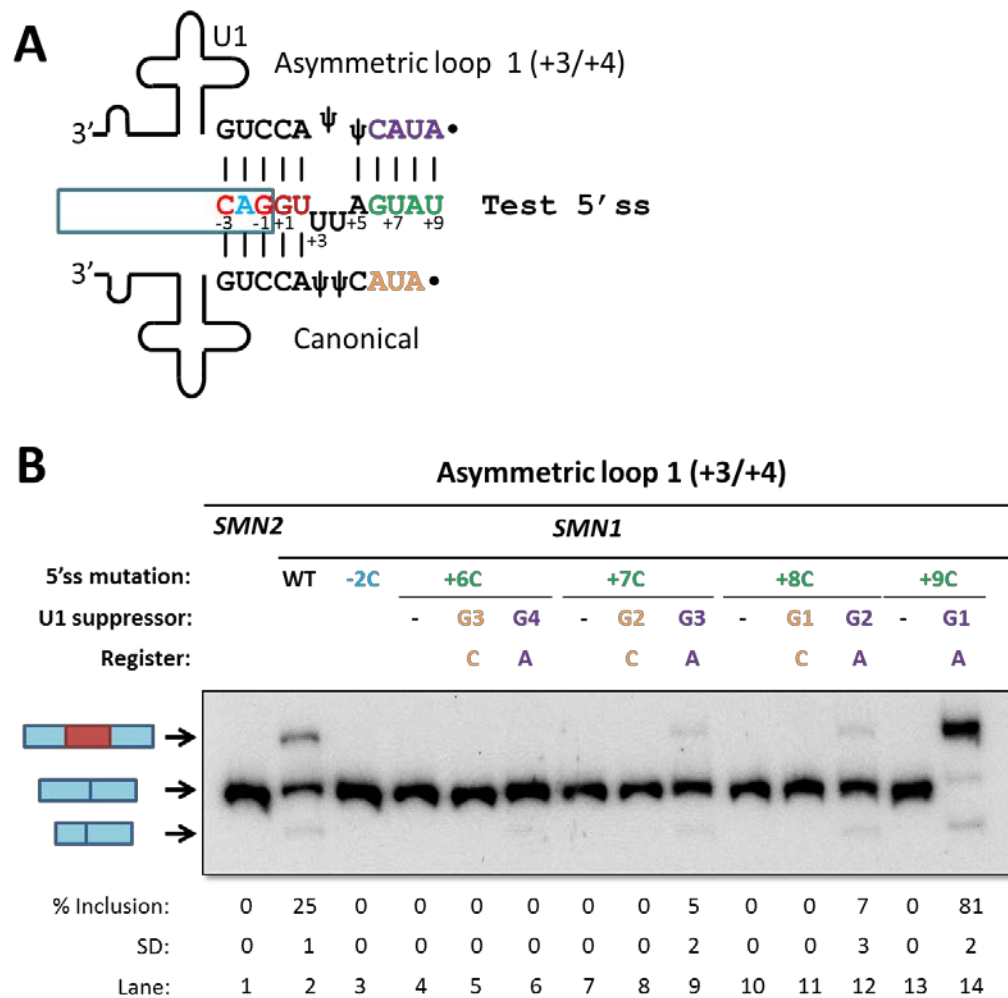 A
U1
Asymmetric loop 1 (+3/+4)
3’ GUCCA ψ ψCAUA•
CAGGU UU AGUAU Test 5’ss
-3 -1 +1 +3 +5 +7 +9
3’ GUCCAψψCAUA•
Canonical
B
Asymmetric loop 1 (+3/+4)
SMN2 SMN1
5’ss mutation: WT -2C +6C +7C +8C +9C
U1 suppressor: - G3 G4 - G2 G3 - G1 G2 - G1
Register: C A C A C A A
% Inclusion: 0 25 0 0 0 0 0 0 5 0 0 7 0 81
SD: 0 1 0 0 0 0 0 0 2 0 0 3 0 2
Lane: 1 2 3 4 5 6 7 8 9 10 11 12 13 14